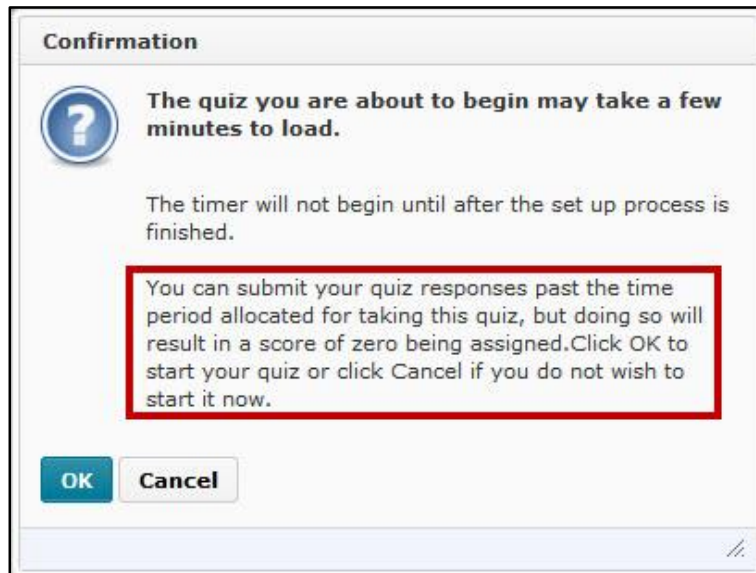 Confirmation
The quiz you are about to begin may take a few
minutes to load.
The timer will not begin until after the set up process is
finished.
You can submit your quiz responses past the time
period allocated for taking this quiz, but doing so will
result in a score of zero being assigned.Click OK to
start your quiz or click Cancel if you do not wish to
start it now.
OK Cancel